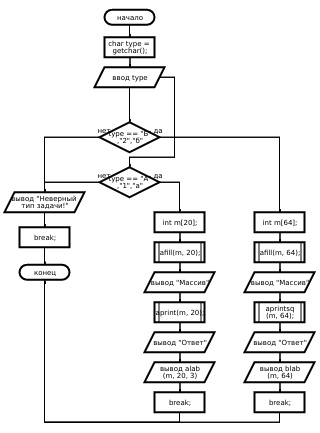 начало
char type =
getchar();
ввод type
нет
type == "Б"
,"2","б"
да
нет
type == "А"
,"1","а"
да
вывод "Неверный
тип задачи!"
break;
конец
int m[20];
afill(m, 20);
вывод "Массив"
aprint(m, 20);
вывод "Ответ"
вывод alab
(m, 20, 3)
break;
int m[64];
afill(m, 64);
вывод "Массив"
aprintsq
(m, 64);
вывод "Ответ"
вывод blab
(m, 64)
break;